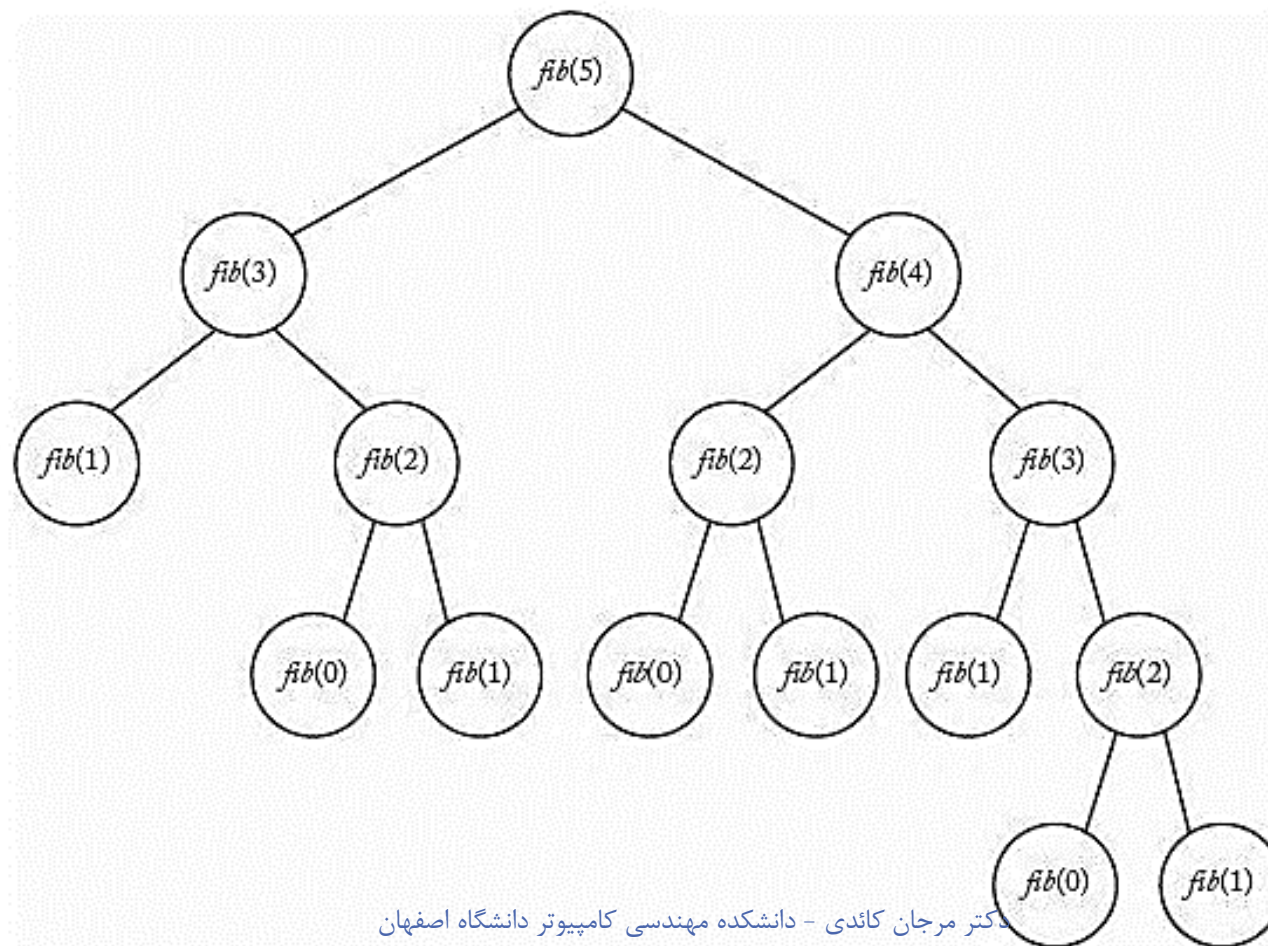 fib(5)
fib(3) fib(4)
fib(1) fib(2) fib(2) fib(3)
fib(0) fib(1) fib(0) fib(1) fib(1) fib(2)
fib(0) fib(1)
دکتر مرجان کائدی - دانشکده مهندسی کامپیوتر دانشگاه اصفهان